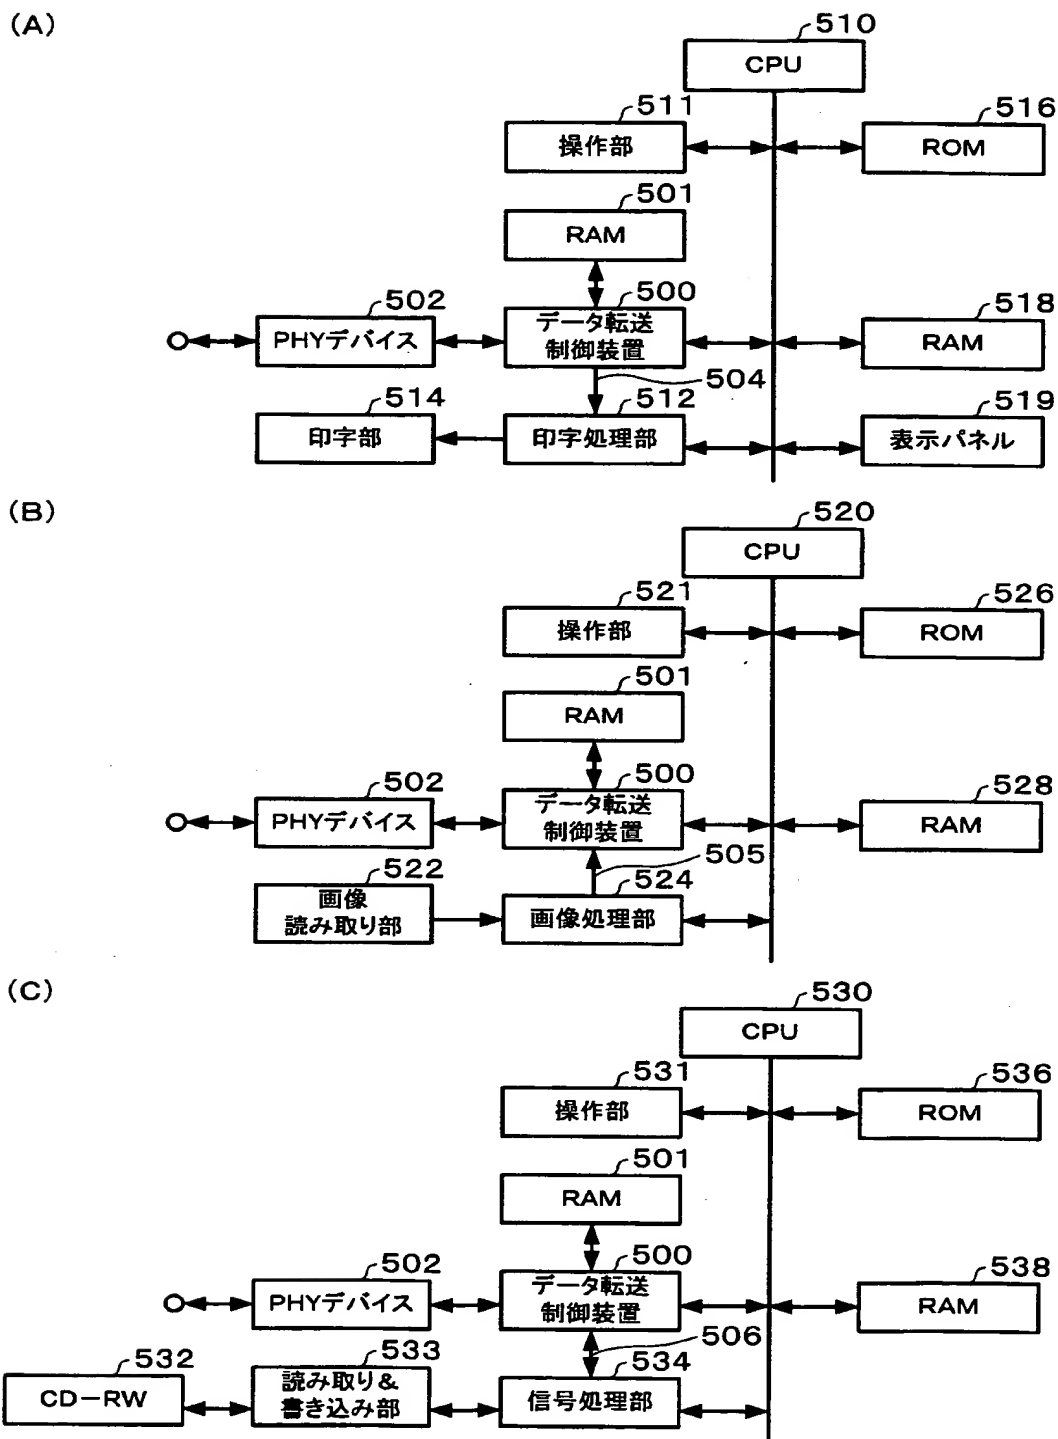 (A)
510
CPU
511
516
操作部
ROM
501
RAM
502
500
518
PHYデバイス
データ転送
制御装置
RAM
504
514
512
519
印字部
印字処理部
表示パネル
(B)
520
CPU
521
526
操作部
ROM
501
RAM
502
500
528
PHYデバイス
データ転送
制御装置
RAM
505
522
524
画像
読み取り部
画像処理部
(C)
530
CPU
531
536
操作部
ROM
501
RAM
502
500
538
PHYデバイス
データ転送
制御装置
RAM
506
532
533
534
CD-RW
読み取り&
書き込み部
信号処理部